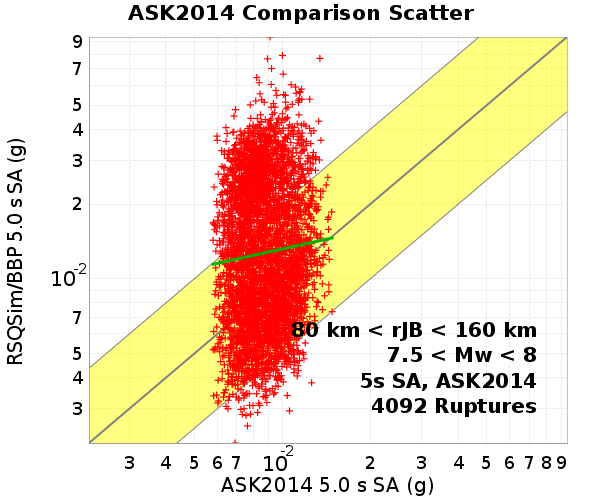 ASK2014 Comparison Scatter
9
7
5
4
3
2
10-2
7
5
4
3
RSQSim/BBP 5.0 s SA (g)
80 km < rJB < 160 km
7.5 < Mw < 8
5s SA, ASK2014
4092 Ruptures
3 4 5 6 7 10-2 2 3 4 5 6 7 8 9
ASK2014 5.0 s SA (g)